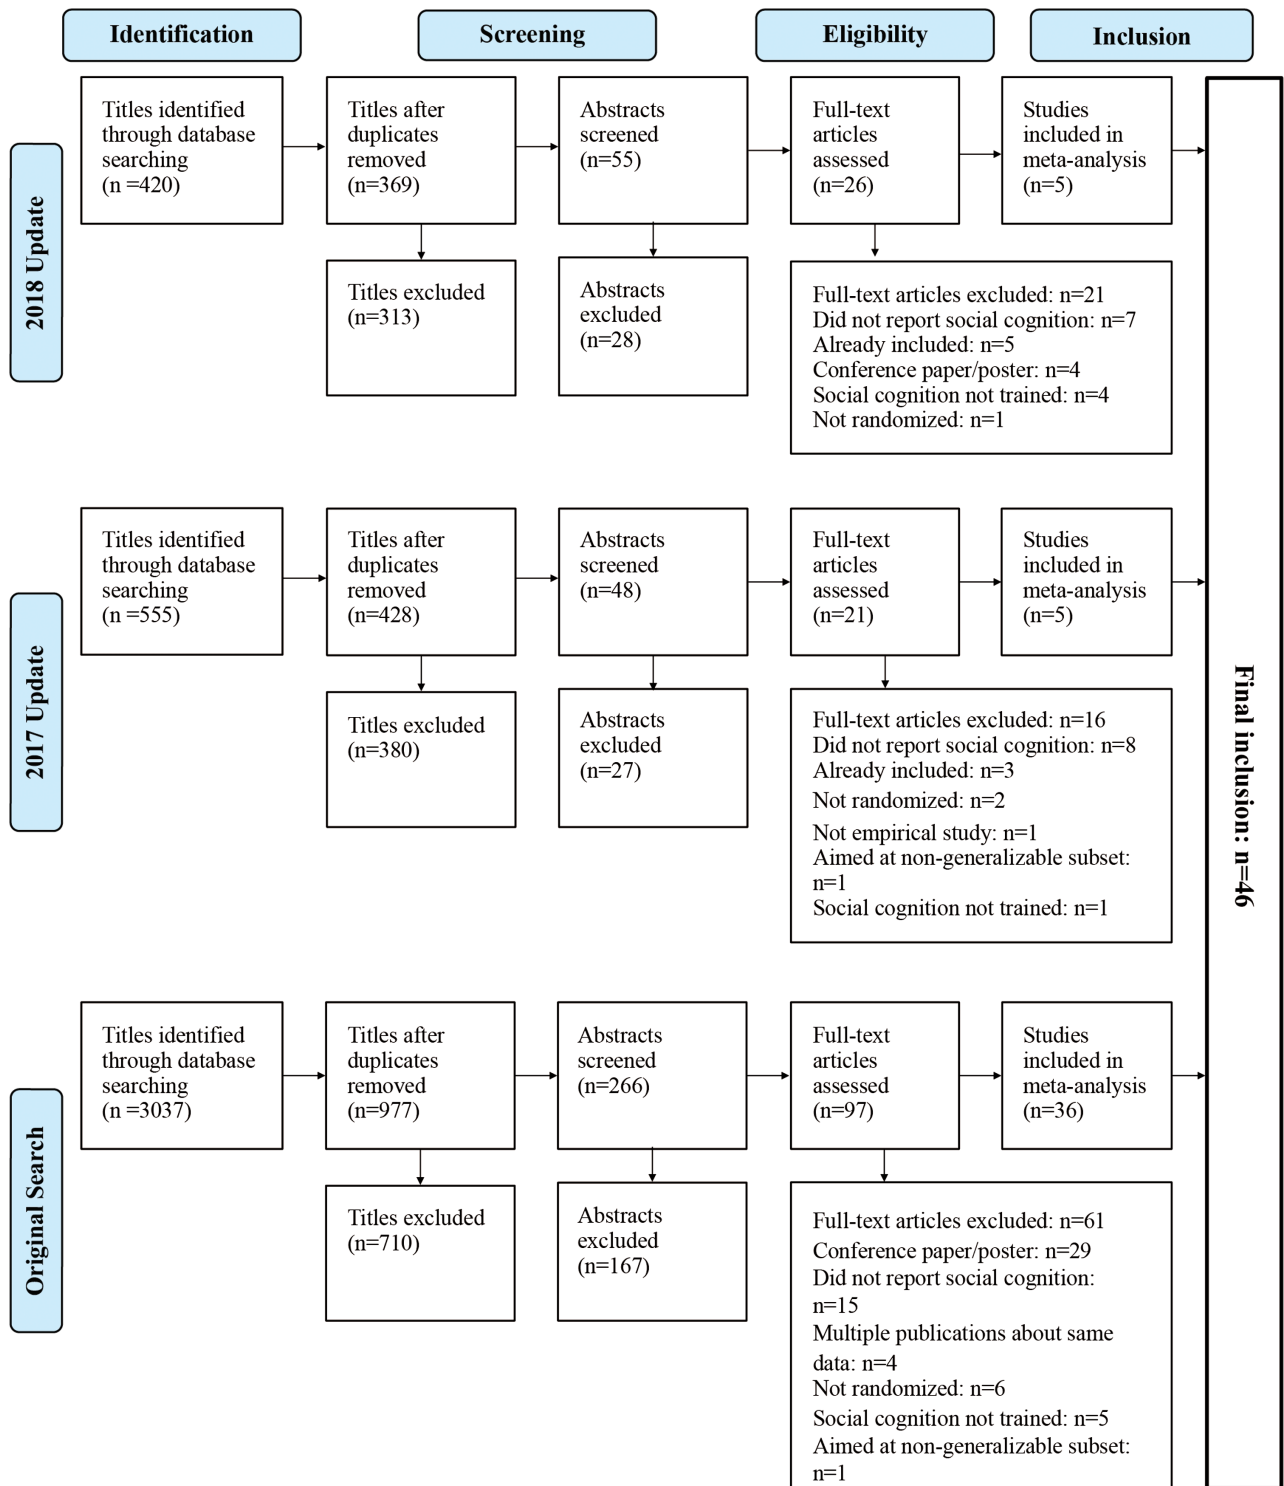 Identification
Screening
Eligibility
Inclusion
2018 Update
Titles identified
through database
searching
(n =420)
Titles after
duplicates
removed
(n=369)
Abstracts
screened
(n=55)
Full-text
articles
assessed
(n=26)
Studies
included in
meta-analysis
(n=5)
Titles excluded
(n=313)
Abstracts
excluded
(n=28)
Full-text articles excluded: n=21
Did not report social cognition: n=7
Already included: n=5
Conference paper/poster: n=4
Social cognition not trained: n=4
Not randomized: n=1
2017 Update
Titles identified
through database
searching
(n =555)
Titles after
duplicates
removed
(n=428)
Abstracts
screened
(n=48)
Full-text
articles
assessed
(n=21)
Studies
included in
meta-analysis
(n=5)
Titles excluded
(n=380)
Abstracts
excluded
(n=27)
Full-text articles excluded: n=16
Did not report social cognition: n=8
Already included: n=3
Not randomized: n=2
Not empirical study: n=1
Aimed at non-generalizable subset:
n=1
Social cognition not trained: n=1
Original Search
Titles identified
through database
searching
(n =3037)
Titles after
duplicates
removed
(n=977)
Abstracts
screened
(n=266)
Full-text
articles
assessed
(n=97)
Studies
included in
meta-analysis
(n=36)
Titles excluded
(n=710)
Abstracts
excluded
(n=167)
Full-text articles excluded: n=61
Conference paper/poster: n=29
Did not report social cognition:
n=15
Multiple publications about same
data: n=4
Not randomized: n=6
Social cognition not trained: n=5
Aimed at non-generalizable subset:
n=1
Final inclusion: n=46